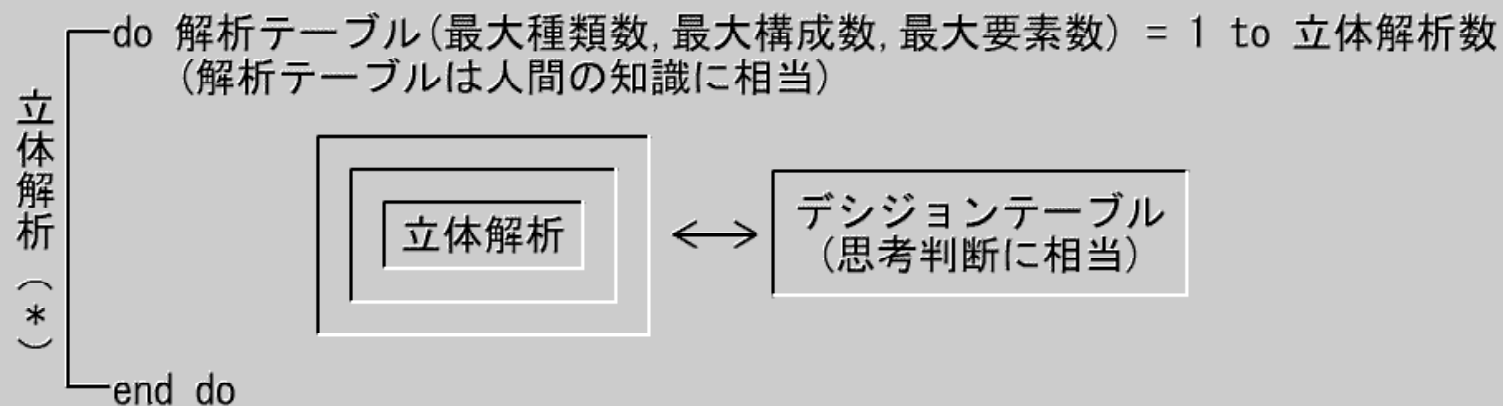 do 解析テーブル(最大種類数,最大構成数,最大要素数) = 1 to 立体解析数
(解析テーブルは人間の知識に相当)
立体解析(*)
立体解析
デシジョンテーブル
(思考判断に相当)
end do